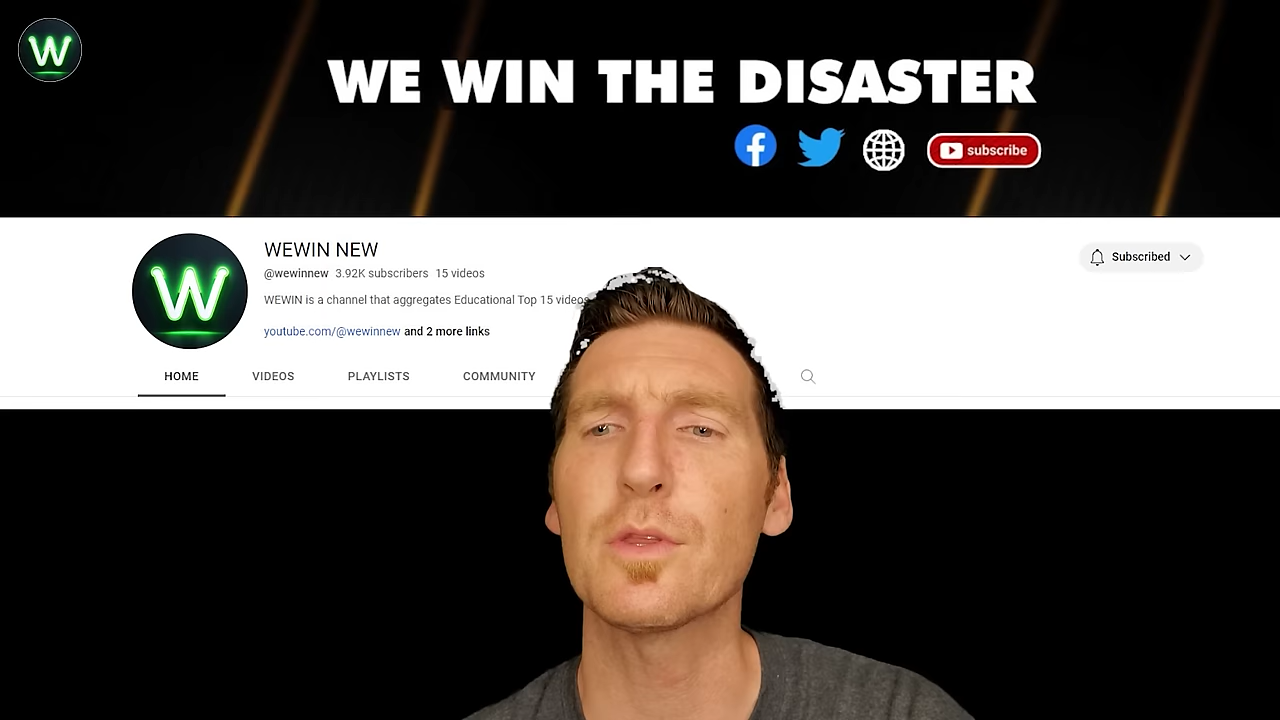 W
WE WIN THE DISASTER
subscribe
W
WEWIN NEW
@wewinnew 3.92K subscribers 15 videos
Subscribed
WEWIN is a channel that aggregates Educational Top 15 videos
youtube.com/@wewinnew and 2 more links
HOME VIDEOS PLAYLISTS COMMUNITY